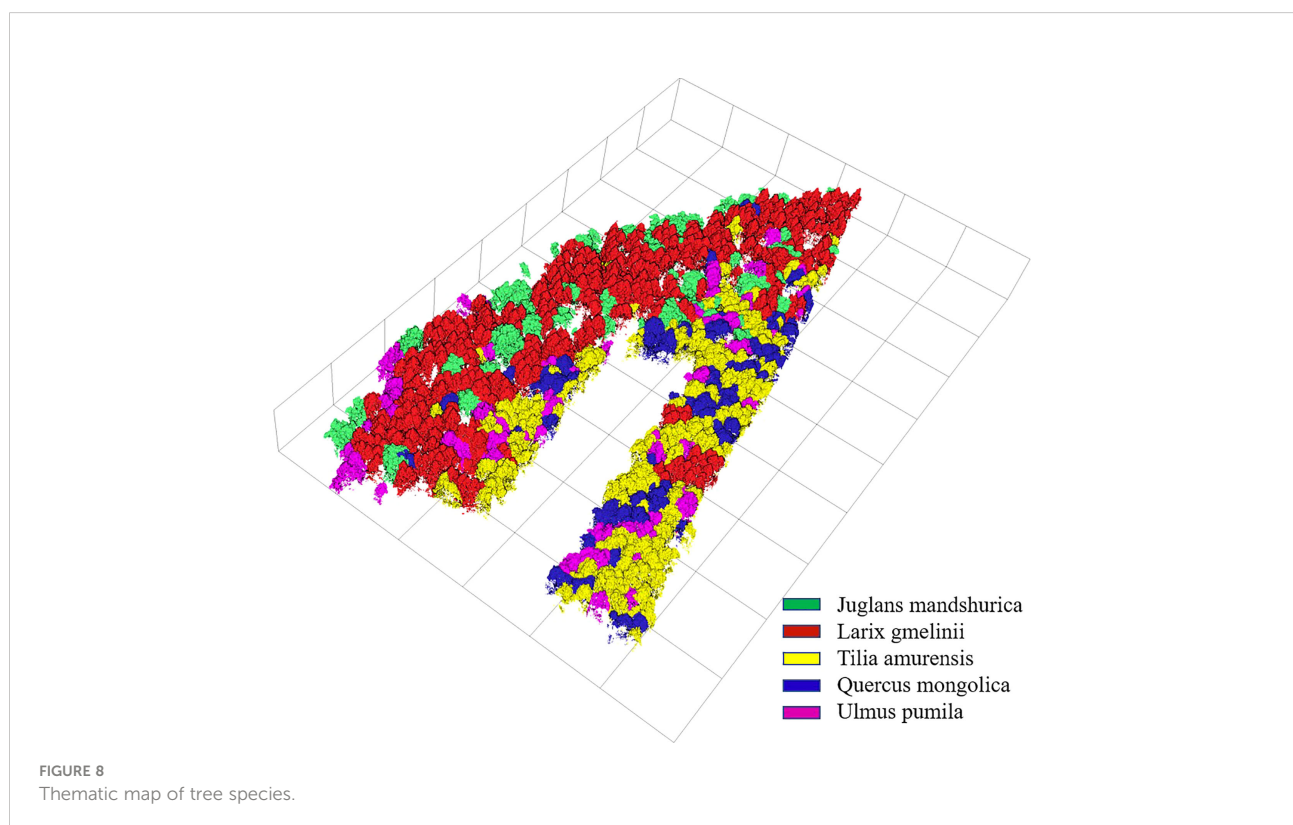 Juglans mandshurica
Larix gmelinii
Tilia amurensis
Quercus mongolica
Ulmus pumila
FIGURE 8
Thematic map of tree species.